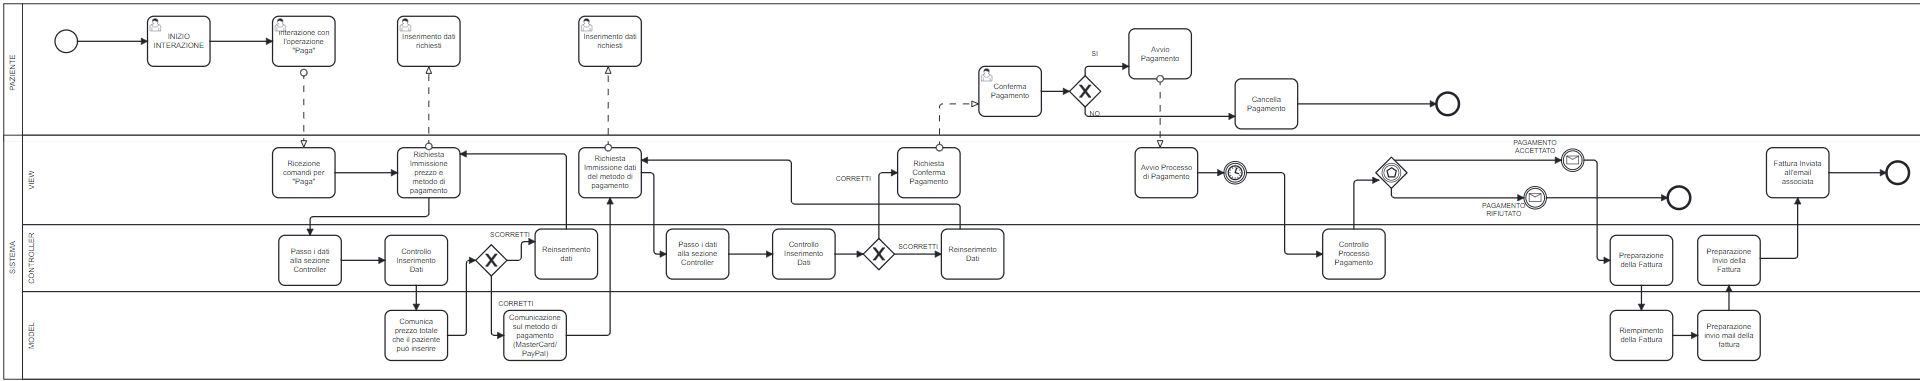 PAZIENTE
INIZIO
INTERAZIONE
Interazione con
l'operazione
"Paga"
Inserimento dati
richiesti
Inserimento dati
richiesti
Conferma
Pagamento
SI
NO
Avvio
Pagamento
Cancella
Pagamento
SISTEMA
VIEW
Ricezione
comandi per
"Paga"
Richiesta
Immissione
prezzo e
metodo di
pagamento
Richiesta
Immissione dati
del metodo di
pagamento
CORRETTI
Richiesta
Conferma
Pagamento
Avvio Processo
di Pagamento
PAGAMENTO
ACCETTATO
PAGAMENTO
RIFIUTATO
Fattura Inviata
all'email
associata
CONTROLLER
Passo i dati
alla sezione
Controller
Controllo
Inserimento
Dati
SCORRETTI
Reinserimento
dati
Passo i dati
alla sezione
Controller
Controllo
Inserimento
Dati
SCORRETTI
Reinserimento
Dati
Controllo
Processo
Pagamento
Preparazione
della Fattura
Preparazione
Invio della
Fattura
MODEL
Comunica
prezzo totale
che il paziente
può inserire
CORRETTI
Comunicazione
sul metodo di
pagamento
(MasterCard/
PayPal)
Riempimento
della Fattura
Preparazione
invio mail della
fattura